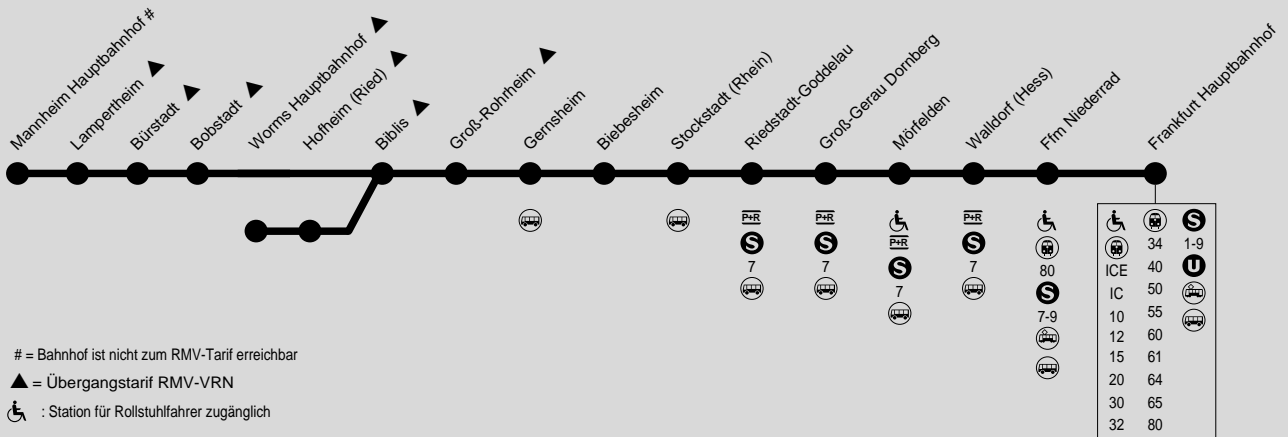 Mannheim Hauptbahnhof #
Lampertheim ▲
Bürstadt ▲
Bobstadt ▲
Worms Hauptbahnhof ▲
Hofheim (Ried) ▲
Biblis ▲
Groß-Rohrheim ▲
Gernsheim
Biebesheim
Stockstadt (Rhein)
Riedstadt-Goddelau
Groß-Gerau Dornberg
Mörfelden
Walldorf (Hess)
Ffm Niederrad
Frankfurt Hauptbahnhof
P+R
S
7
P+R
S
7
P+R
S
7
P+R
S
7
80
S
7-9
ICE
IC
10
12
15
20
30
32
34
40
50
55
60
61
64
65
80
S
1-9
U
# = Bahnhof ist nicht zum RMV-Tarif erreichbar
▲ = Übergangstarif RMV-VRN
: Station für Rollstuhlfahrer zugänglich